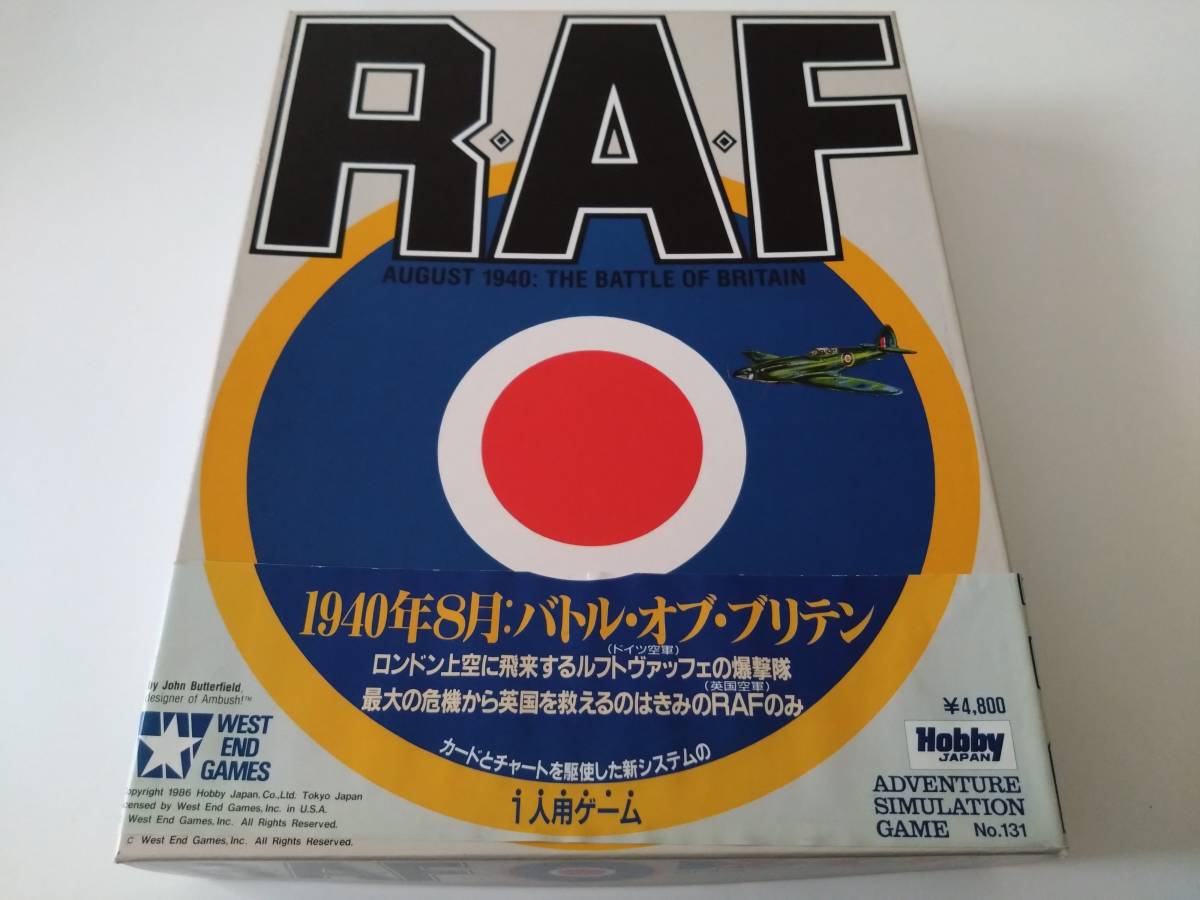 R·A·F
AUGUST 1940: THE BATTLE OF BRITAIN
1940年8月:バトル・オブ・ブリテン
(ドイツ空軍)
ロンドン上空に飛来するルフトヴァッフェの爆撃隊
(英国空軍)
最大の危機から英国を救えるのはきみのRAFのみ
カードとチャートを駆使した新システムの
1人用ゲーム
by John Butterfield,
designer of Ambush!™
WEST
END
GAMES
opyright 1986 Hobby Japan.Co.,Ltd. Tokyo Japan
censed by West End Games, Inc. in U.S.A.
West End Games, Inc. All Rights Reserved.
c West End Games, Inc. All Rights Reserved.
¥4,800
Hobby
JAPAN
ADVENTURE
SIMULATION
GAME No.131